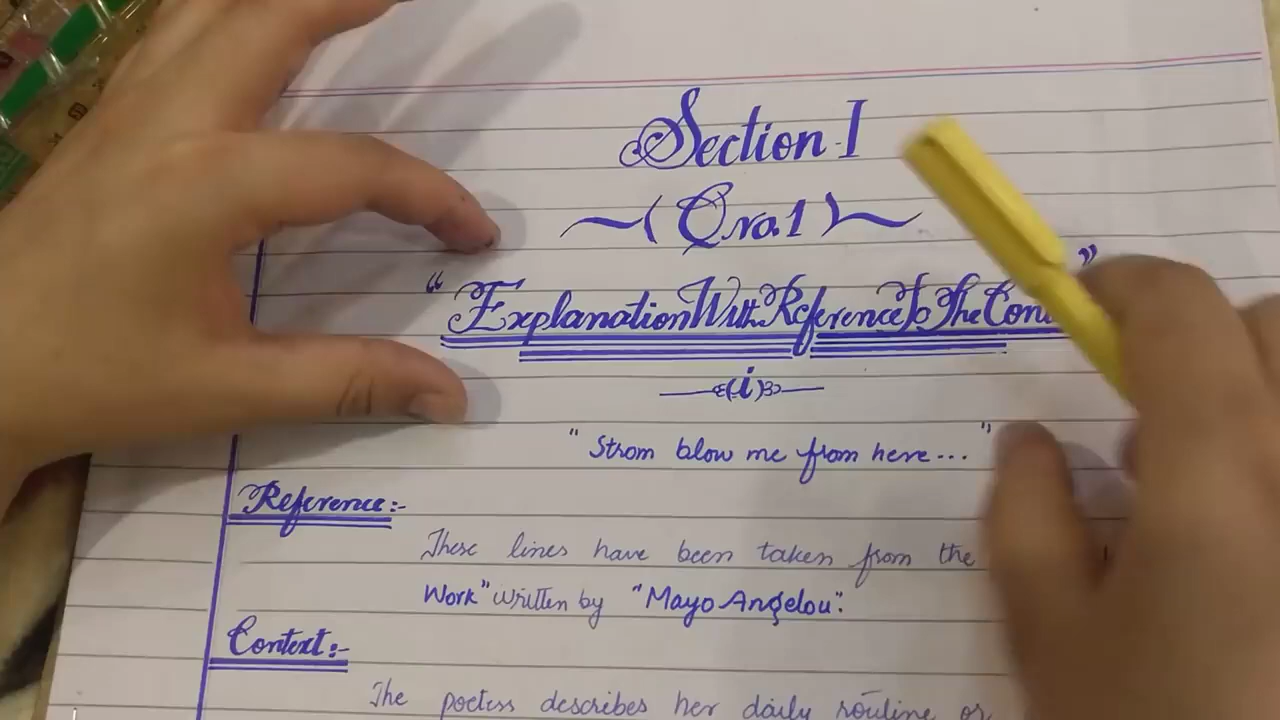 Section-I
(Q no.1)
"Explanation With Reference To The Con"
(i)
"Strom blow me from here..."
Reference:-
These lines have been taken from the
Work" written by "Mayo Angelou".
Context:-
The poetess describes her daily routine or